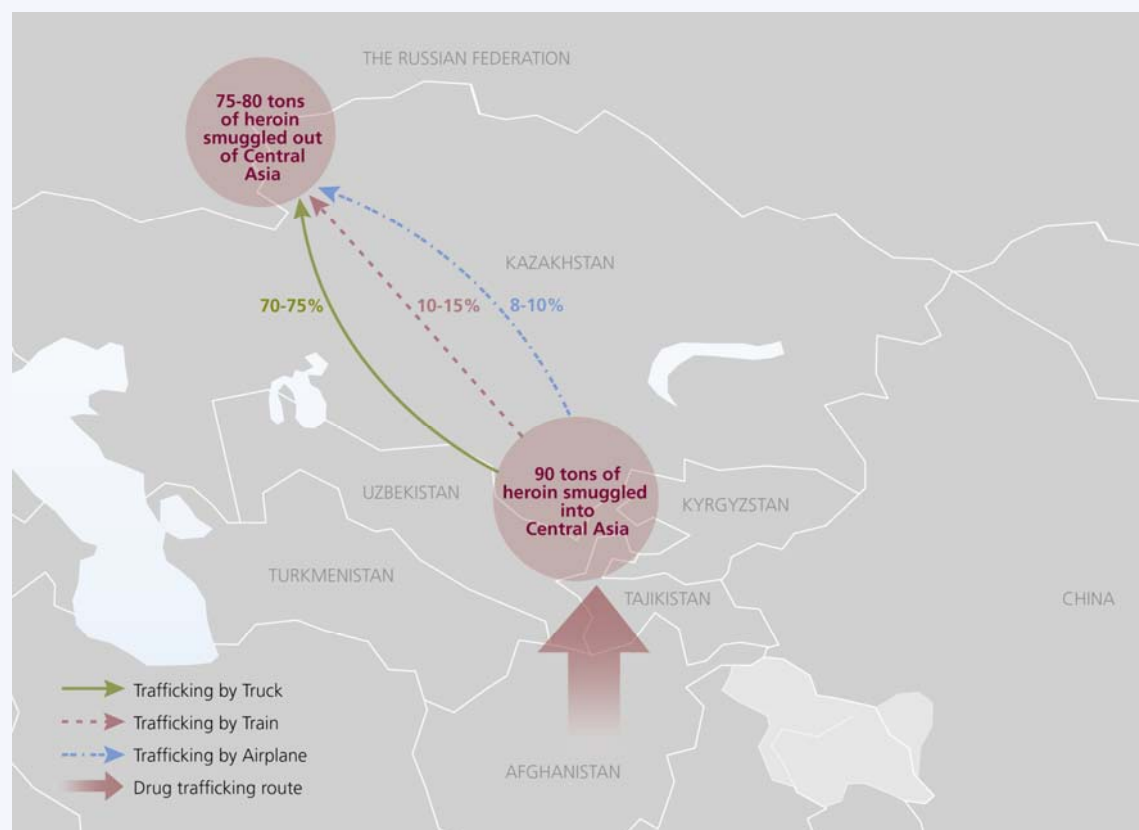 THE RUSSIAN FEDERATION
75-80 tons
of heroin
smuggled out
of Central
Asia
KAZAKHSTAN
70-75%
10-15%
8-10%
90 tons of
heroin smuggled
into
Central Asia
UZBEKISTAN
KYRGYZSTAN
TURKMENISTAN
TAJIKISTAN
CHINA
Trafficking by Truck
Trafficking by Train
Trafficking by Airplane
AFGHANISTAN
Drug trafficking route